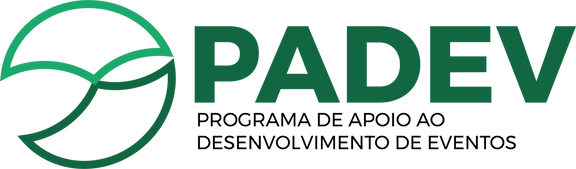 PADEV
PROGRAMA DE APOIO AO
DESENVOLVIMENTO DE EVENTOS